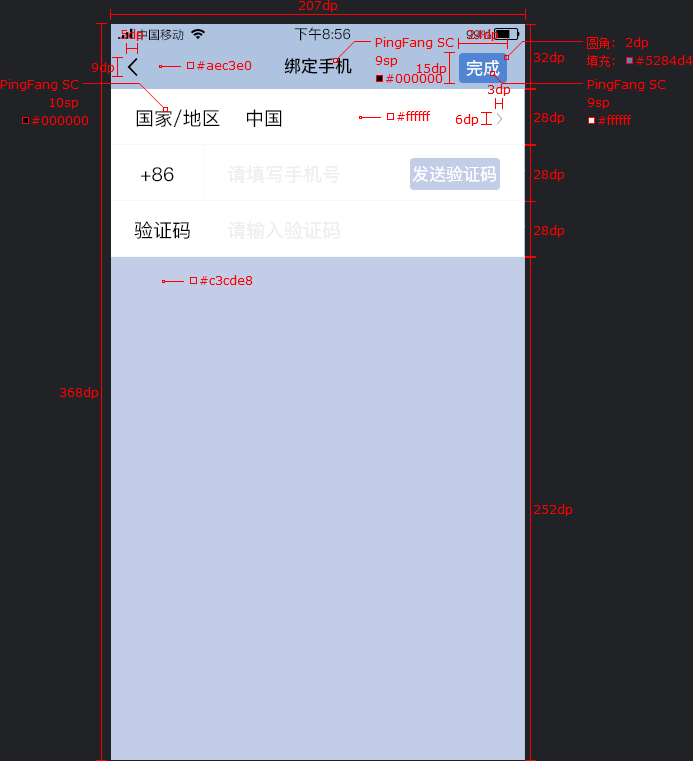 207dp
5dp
中国移动
下午8:56
99%
24dp
PingFang SC
9sp
#000000
圆角: 2dp
填充: #5284d4
9dp
#aec3e0
绑定手机
15dp
完成
32dp
PingFang SC
10sp
#000000
3dp
PingFang SC
9sp
#ffffff
国家/地区
中国
#ffffff
6dp
28dp
+86
请填写手机号
发送验证码
28dp
验证码
请输入验证码
28dp
#c3cde8
368dp
252dp